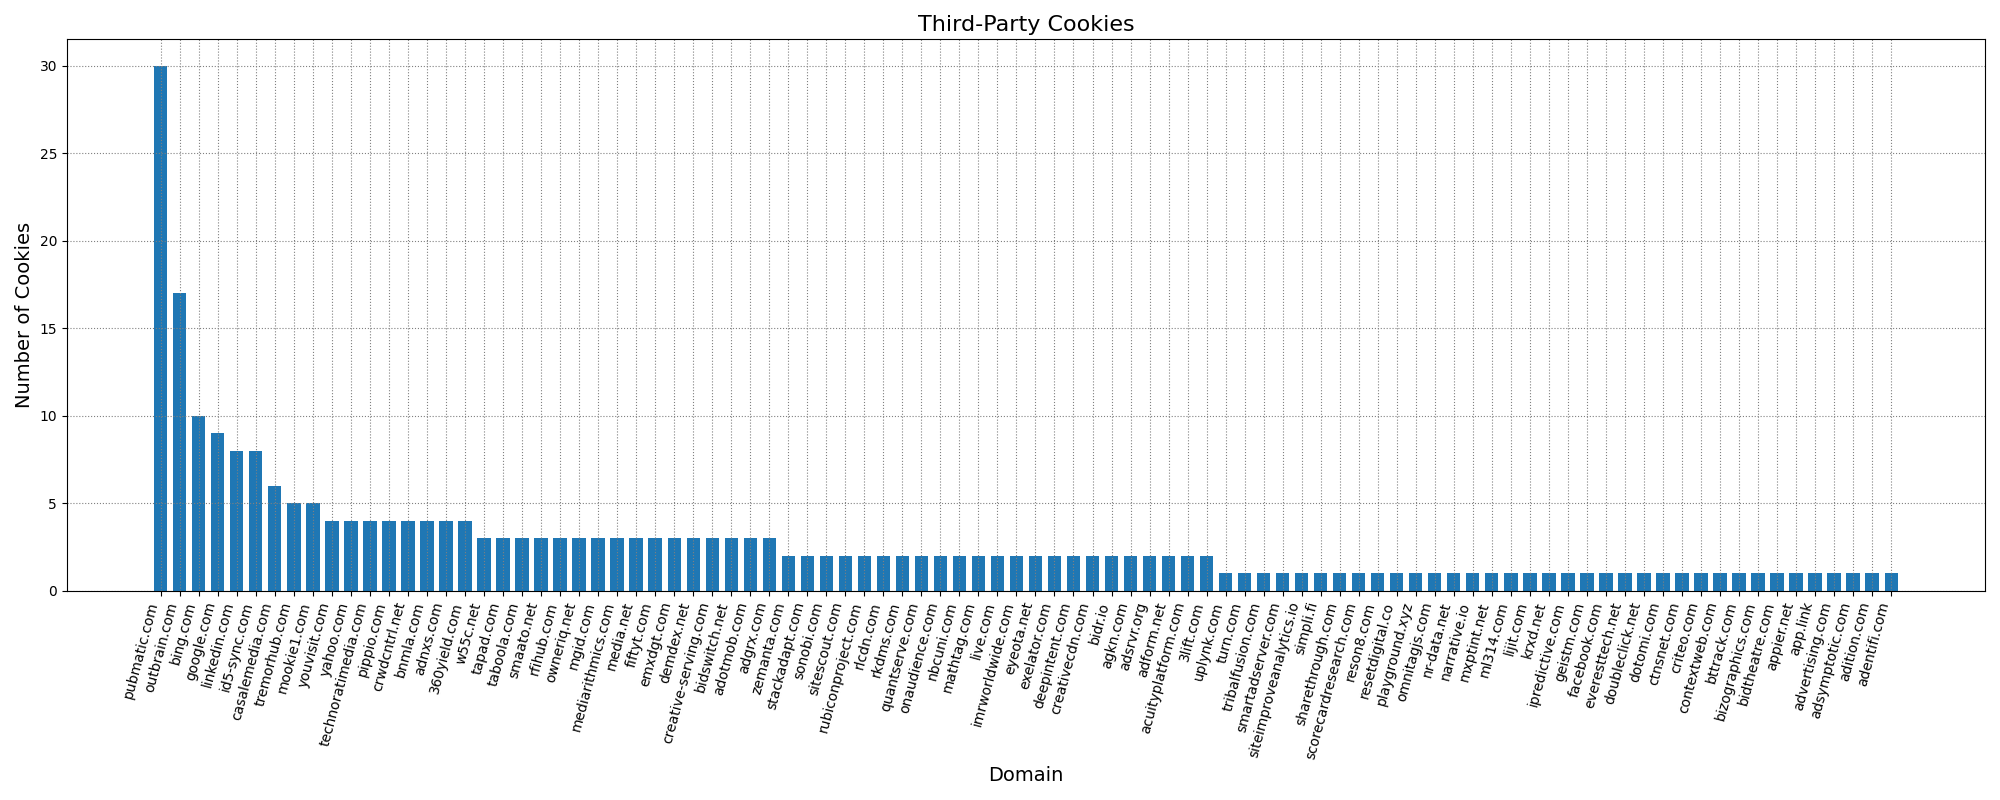 Third-Party Cookies
Number of Cookies
30
25
20
15
10
5
0
pubmatic.com
outbrain.com
bing.com
google.com
linkedin.com
id5-sync.com
casalemedia.com
tremorhub.com
mookie1.com
youvisit.com
yahoo.com
technoratimedia.com
pippio.com
crwdcntrl.net
bnmla.com
adnxs.com
360yield.com
w55c.net
tapad.com
taboola.com
smaato.net
rfihub.com
owneriq.net
mgid.com
mediarithmics.com
media.net
fiftyt.com
emxdgt.com
demdex.net
creative-serving.com
bidswitch.net
adotmob.com
adgrx.com
zemanta.com
stackadapt.com
sonobi.com
sitescout.com
rubiconproject.com
rlcdn.com
rkdms.com
quantserve.com
onaudience.com
nbcuni.com
mathtag.com
live.com
imrworldwide.com
eyeota.net
exelator.com
deepintent.com
creativecdn.com
bidr.io
agkn.com
adsrvr.org
adform.net
acuityplatform.com
3lift.com
uplynk.com
turn.com
tribalfusion.com
smartadserver.com
siteimproveanalytics.io
simpli.fi
sharethrough.com
scorecardresearch.com
reson8.com
resetdigital.co
playground.xyz
omnitagjs.com
nr-data.net
narrative.io
mxptint.net
ml314.com
lijit.com
krxd.net
ipredictive.com
geistm.com
facebook.com
everesttech.net
doubleclick.net
dotomi.com
ctnsnet.com
criteo.com
contextweb.com
bttrack.com
bizographics.com
bidtheatre.com
appier.net
app.link
advertising.com
adsymptotic.com
adition.com
adentifi.com
Domain